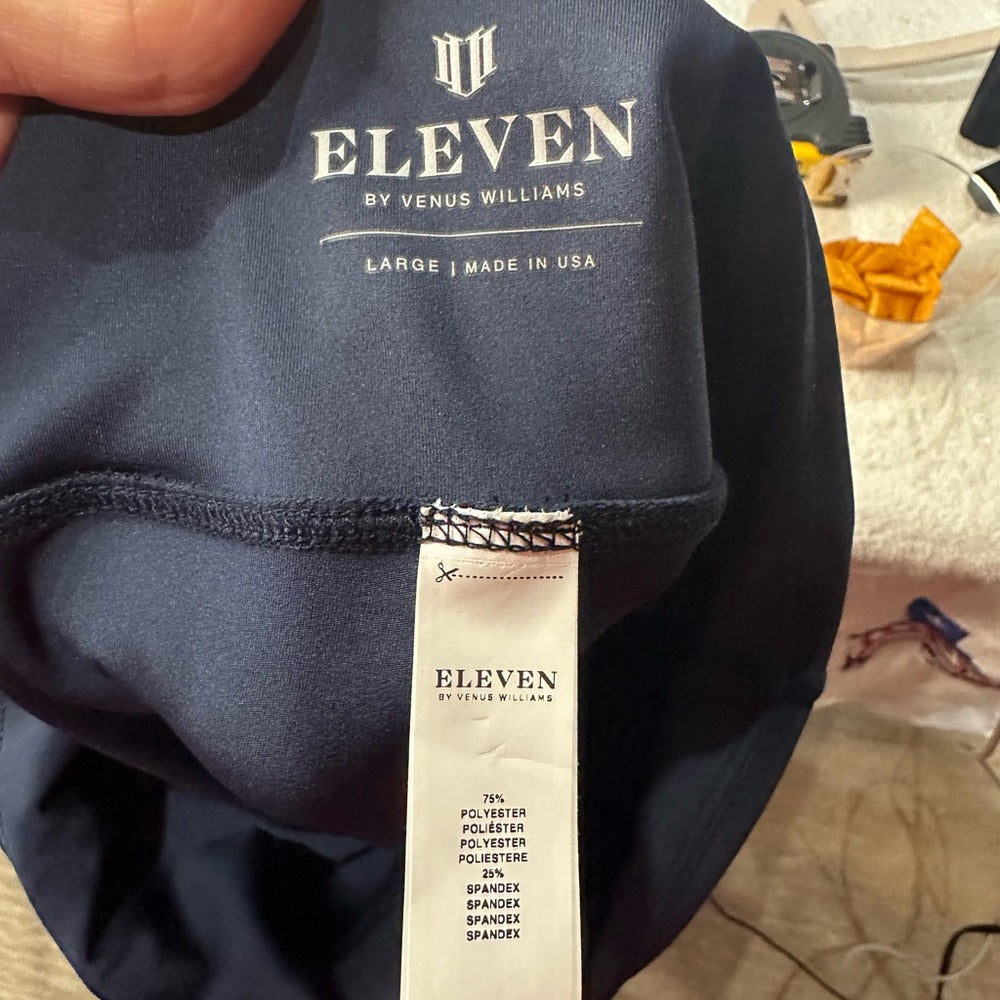 ELEVEN
BY VENUS WILLIAMS
LARGE | MADE IN USA
ELEVEN
BY VENUS WILLIAMS
75%
POLYESTER
POLIÉSTER
POLYESTER
POLIESTERE
25%
SPANDEX
SPANDEX
SPANDEX
SPANDEX